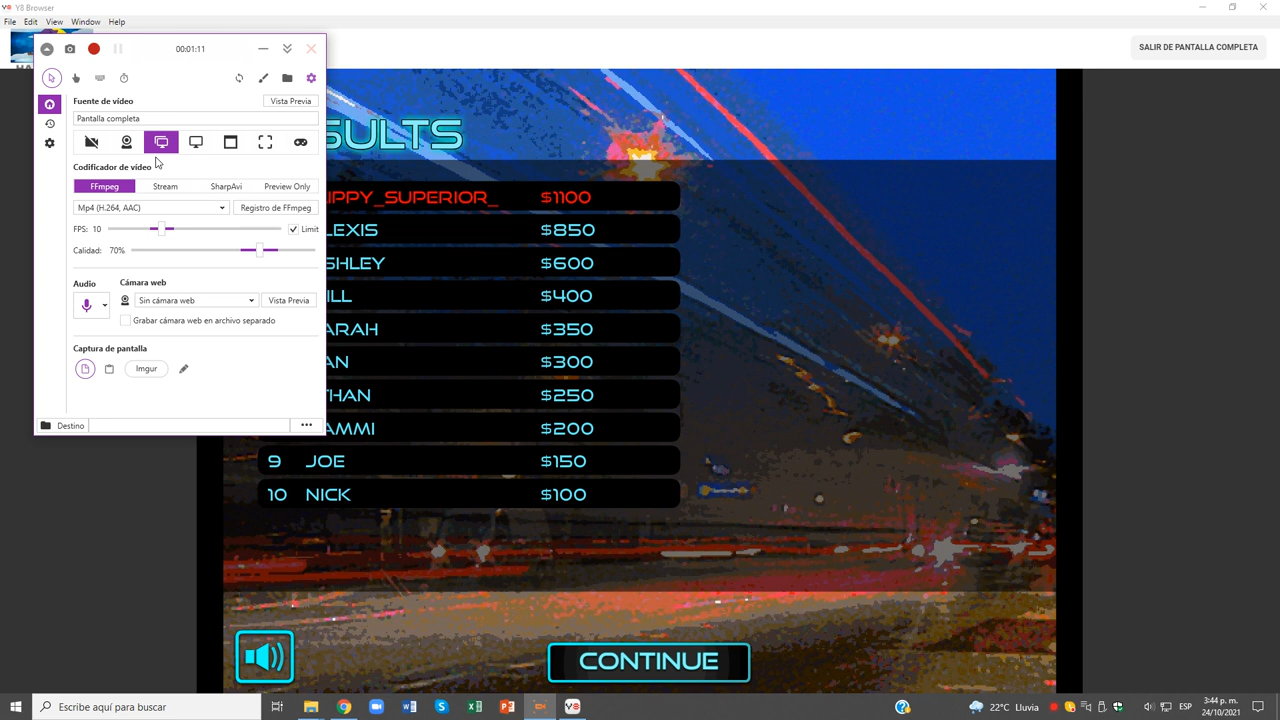 Y8 Browser
File Edit View Window Help
00:01:11
SALIR DE PANTALLA COMPLETA
Fuente de vídeo
Vista Previa
Pantalla completa
Codificador de vídeo
FFmpeg Stream SharpAvi Preview Only
Mp4 (H.264, AAC) Registro de FFmpeg
FPS: 10 Limit
Calidad: 70%
Audio
Cámara web
Sin cámara web Vista Previa
Grabar cámara web en archivo separado
Captura de pantalla
Imgur
Destino
SULTS
IPPY_SUPERIOR_ $1100
LEXIS $850
SHLEY $600
ILL $400
ARAH $350
AN $300
THAN $250
AMMI $200
9 JOE $150
10 NICK $100
CONTINUE
Escribe aquí para buscar
22°C Lluvia
ESP
3:44 p. m.
24/10/2021